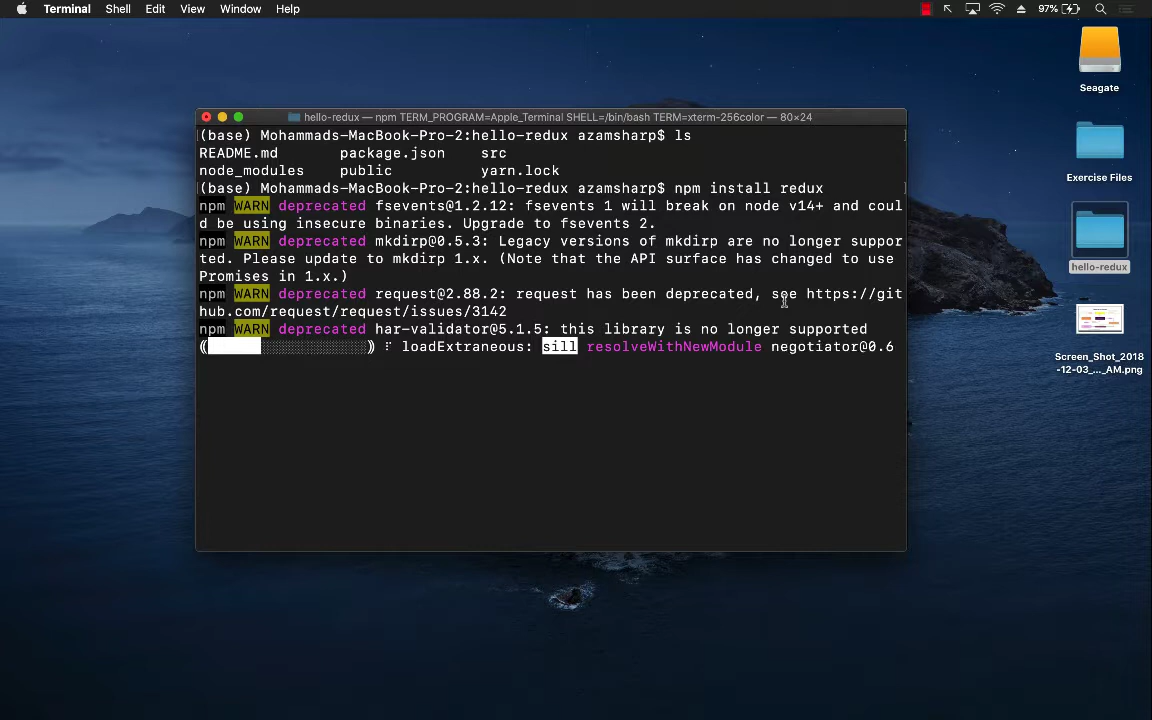 Terminal Shell Edit View Window Help 97%
Seagate
hello-redux — npm TERM_PROGRAM=Apple_Terminal SHELL=/bin/bash TERM=xterm-256color — 80×24
(base) Mohammads-MacBook-Pro-2:hello-redux azamsharp$ ls
README.md package.json src
node_modules public yarn.lock
(base) Mohammads-MacBook-Pro-2:hello-redux azamsharp$ npm install redux
npm WARN deprecated fsevents@1.2.12: fsevents 1 will break on node v14+ and coul
d be using insecure binaries. Upgrade to fsevents 2.
npm WARN deprecated mkdirp@0.5.3: Legacy versions of mkdirp are no longer suppor
ted. Please update to mkdirp 1.x. (Note that the API surface has changed to use
Promises in 1.x.)
npm WARN deprecated request@2.88.2: request has been deprecated, see https://git
hub.com/request/request/issues/3142
npm WARN deprecated har-validator@5.1.5: this library is no longer supported
loadExtraneous: sill resolveWithNewModule negotiator@0.6
Exercise Files
hello-redux
Screen_Shot_2018
-12-03_..._AM.png